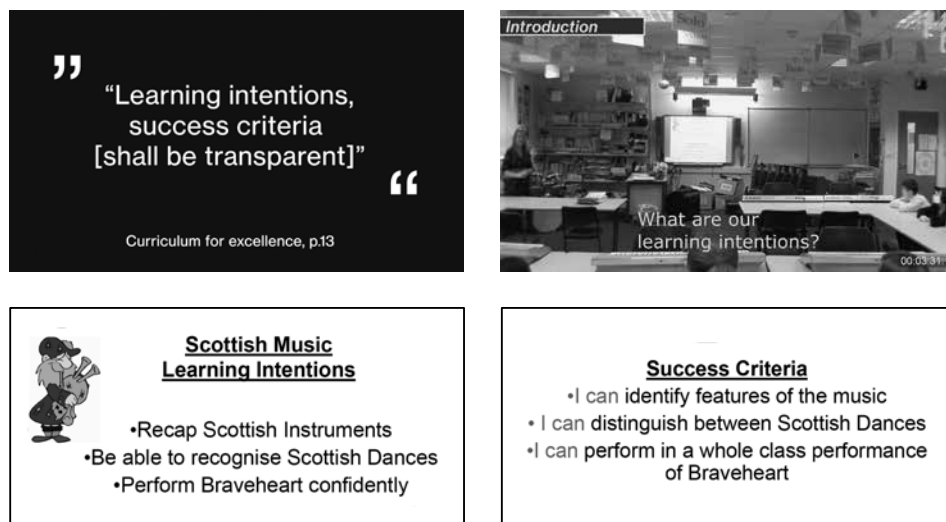 “Learning intentions,
success criteria
[shall be transparent]”
Curriculum for excellence, p.13
Introduction
What are our
learning intentions?
00:03:31
Scottish Music
Learning Intentions
•Recap Scottish Instruments
•Be able to recognise Scottish Dances
•Perform Braveheart confidently
Success Criteria
•I can identify features of the music
• I can distinguish between Scottish Dances
•I can perform in a whole class performance
of Braveheart